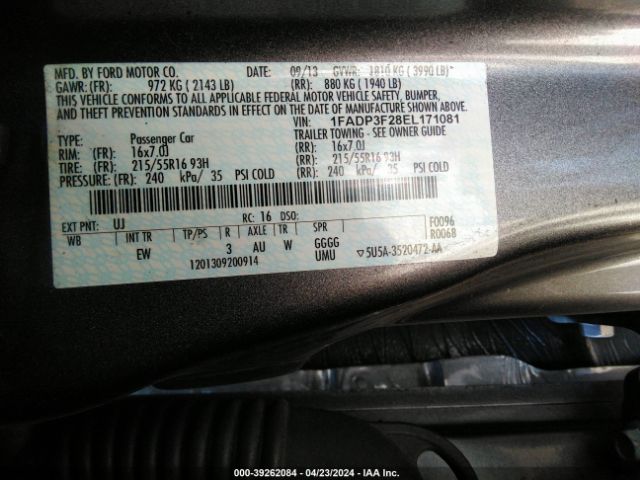 MFD. BY FORD MOTOR CO. DATE: 09/13 GVWR: 1810 KG ( 3990 LB)
GAWR: (FR): 972 KG ( 2143 LB) (RR): 880 KG ( 1940 LB)
THIS VEHICLE CONFORMS TO ALL APPLICABLE FEDERAL MOTOR VEHICLE SAFETY, BUMPER,
AND THEFT PREVENTION STANDARDS IN EFFECT ON THE DATE OF MANUFACTURE SHOWN ABOVE.
VIN: 1FADP3F28EL171081
TYPE: Passenger Car TRAILER TOWING - SEE OWNER GUIDE
RIM: (FR) 16x7.0J (RR): 16x7.0J
TIRE: (FR) 215/55R16 93H (RR): 215/55R16 93H
PRESSURE: (FR) 240 kPa/ 35 PSI COLD (RR): 240 kPa/ 35 PSI COLD
EXT PNT: UJ RC: 16 DSO: F0096
WB INT TR TP/PS R AXLE TR SPR R0068
EW 3 AU W GGGG
1201309200914 UMU ▽5U5A-3520472-AA
000-39262084 - 04/23/2024 - IAA Inc.